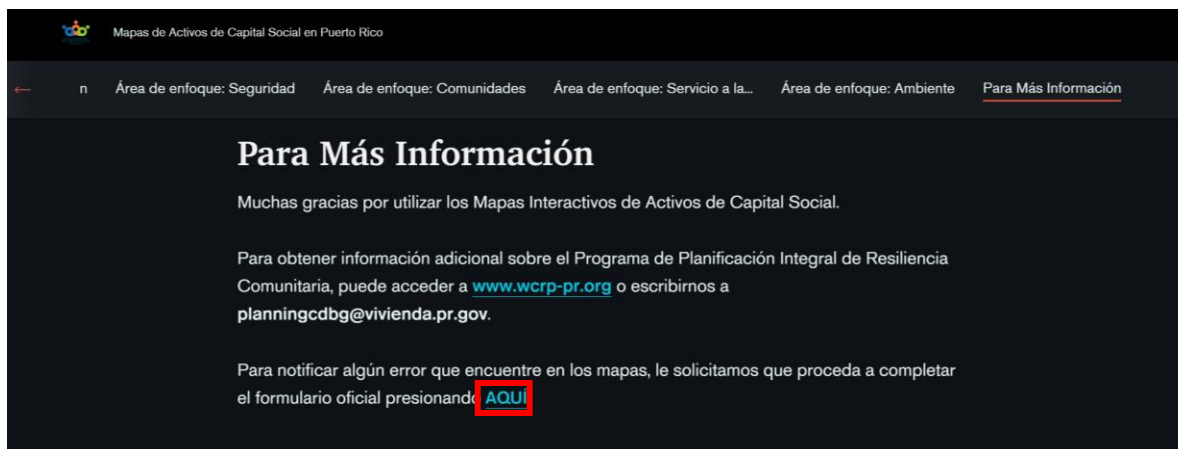 Mapas de Activos de Capital Social en Puerto Rico
← n Área de enfoque: Seguridad Área de enfoque: Comunidades Área de enfoque: Servicio a la... Área de enfoque: Ambiente Para Más Información
Para Más Información
Muchas gracias por utilizar los Mapas Interactivos de Activos de Capital Social.
Para obtener información adicional sobre el Programa de Planificación Integral de Resiliencia
Comunitaria, puede acceder a www.wcrp-pr.org o escribirnos a
planningcdbg@vivienda.pr.gov.
Para notificar algún error que encuentre en los mapas, le solicitamos que proceda a completar
el formulario oficial presionando AQUÍ